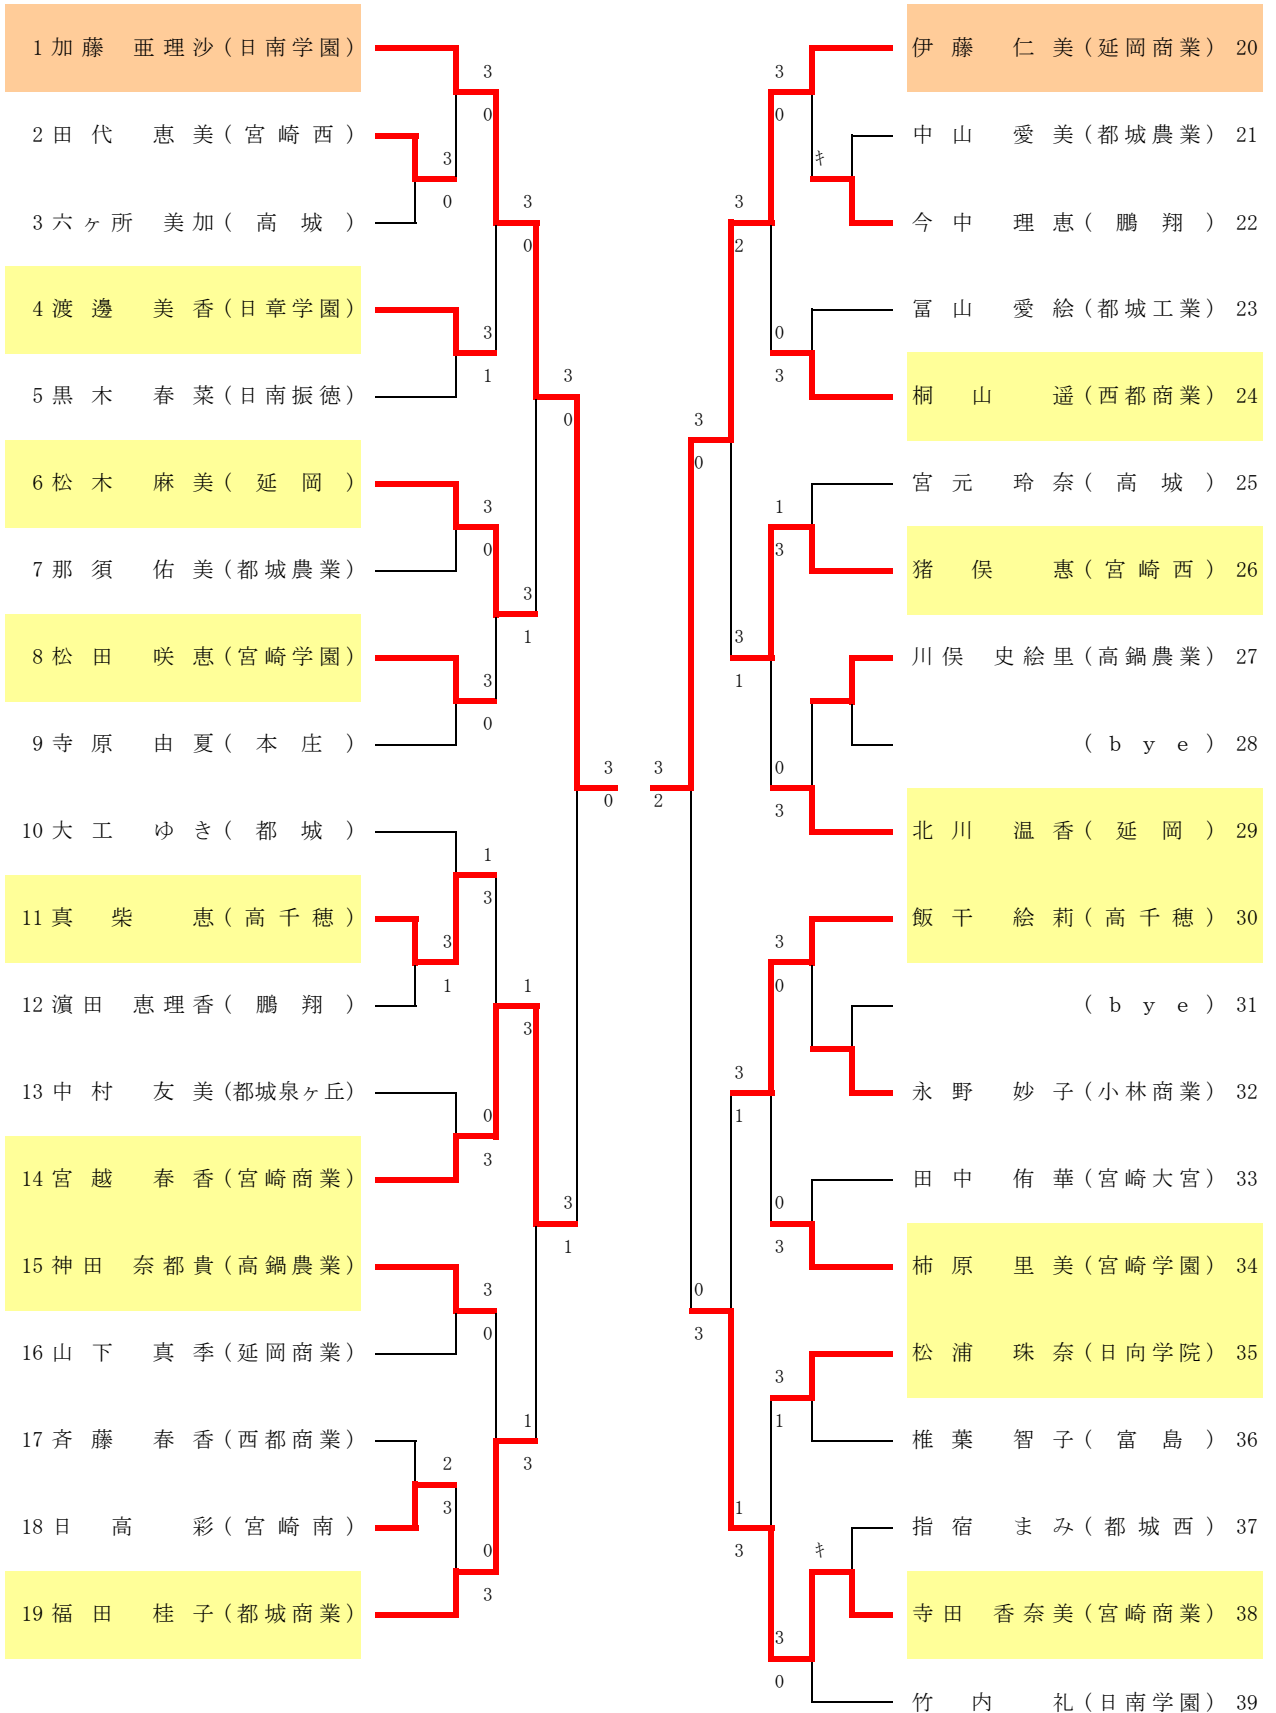 1 加藤 亜理沙 (日南学園)
2 田代 恵美 (宮崎西)
3 六ヶ所 美加 (高城)
4 渡邊 美香 (日章学園)
5 黒木 春菜 (日南振徳)
6 松木 麻美 (延岡)
7 那須 佑美 (都城農業)
8 松田 咲恵 (宮崎学園)
9 寺原 由夏 (本庄)
10 大工 ゆき (都城)
11 真柴 恵 (高千穂)
12 濵田 恵理香 (鵬翔)
13 中村 友美 (都城泉ヶ丘)
14 宮越 春香 (宮崎商業)
15 神田 奈都貴 (高鍋農業)
16 山下 真季 (延岡商業)
17 斉藤 春香 (西都商業)
18 日高 彩 (宮崎南)
19 福田 桂子 (都城商業)
3
0
3
0
3
1
3
0
3
0
1
3
3
1
0
3
3
0
2
3
0
3
3
0
3
1
1
3
1
3
3
0
3
1
3
0
3
2
3
0
0
3
3
2
3
1
3
1
1
3
3
0
キ
0
3
1
3
0
3
3
0
0
3
3
1
キ
3
0
伊藤 仁美 (延岡商業) 20
中山 愛美 (都城農業) 21
今中 理恵 (鵬翔) 22
冨山 愛絵 (都城工業) 23
桐山 遥 (西都商業) 24
宮元 玲奈 (高城) 25
猪俣 惠 (宮崎西) 26
川俣 史絵里 (高鍋農業) 27
(bye) 28
北川 温香 (延岡) 29
飯干 絵莉 (高千穂) 30
(bye) 31
永野 妙子 (小林商業) 32
田中 侑華 (宮崎大宮) 33
柿原 里美 (宮崎学園) 34
松浦 珠奈 (日向学院) 35
椎葉 智子 (富島) 36
指宿 まみ (都城西) 37
寺田 香奈美 (宮崎商業) 38
竹内 礼 (日南学園) 39